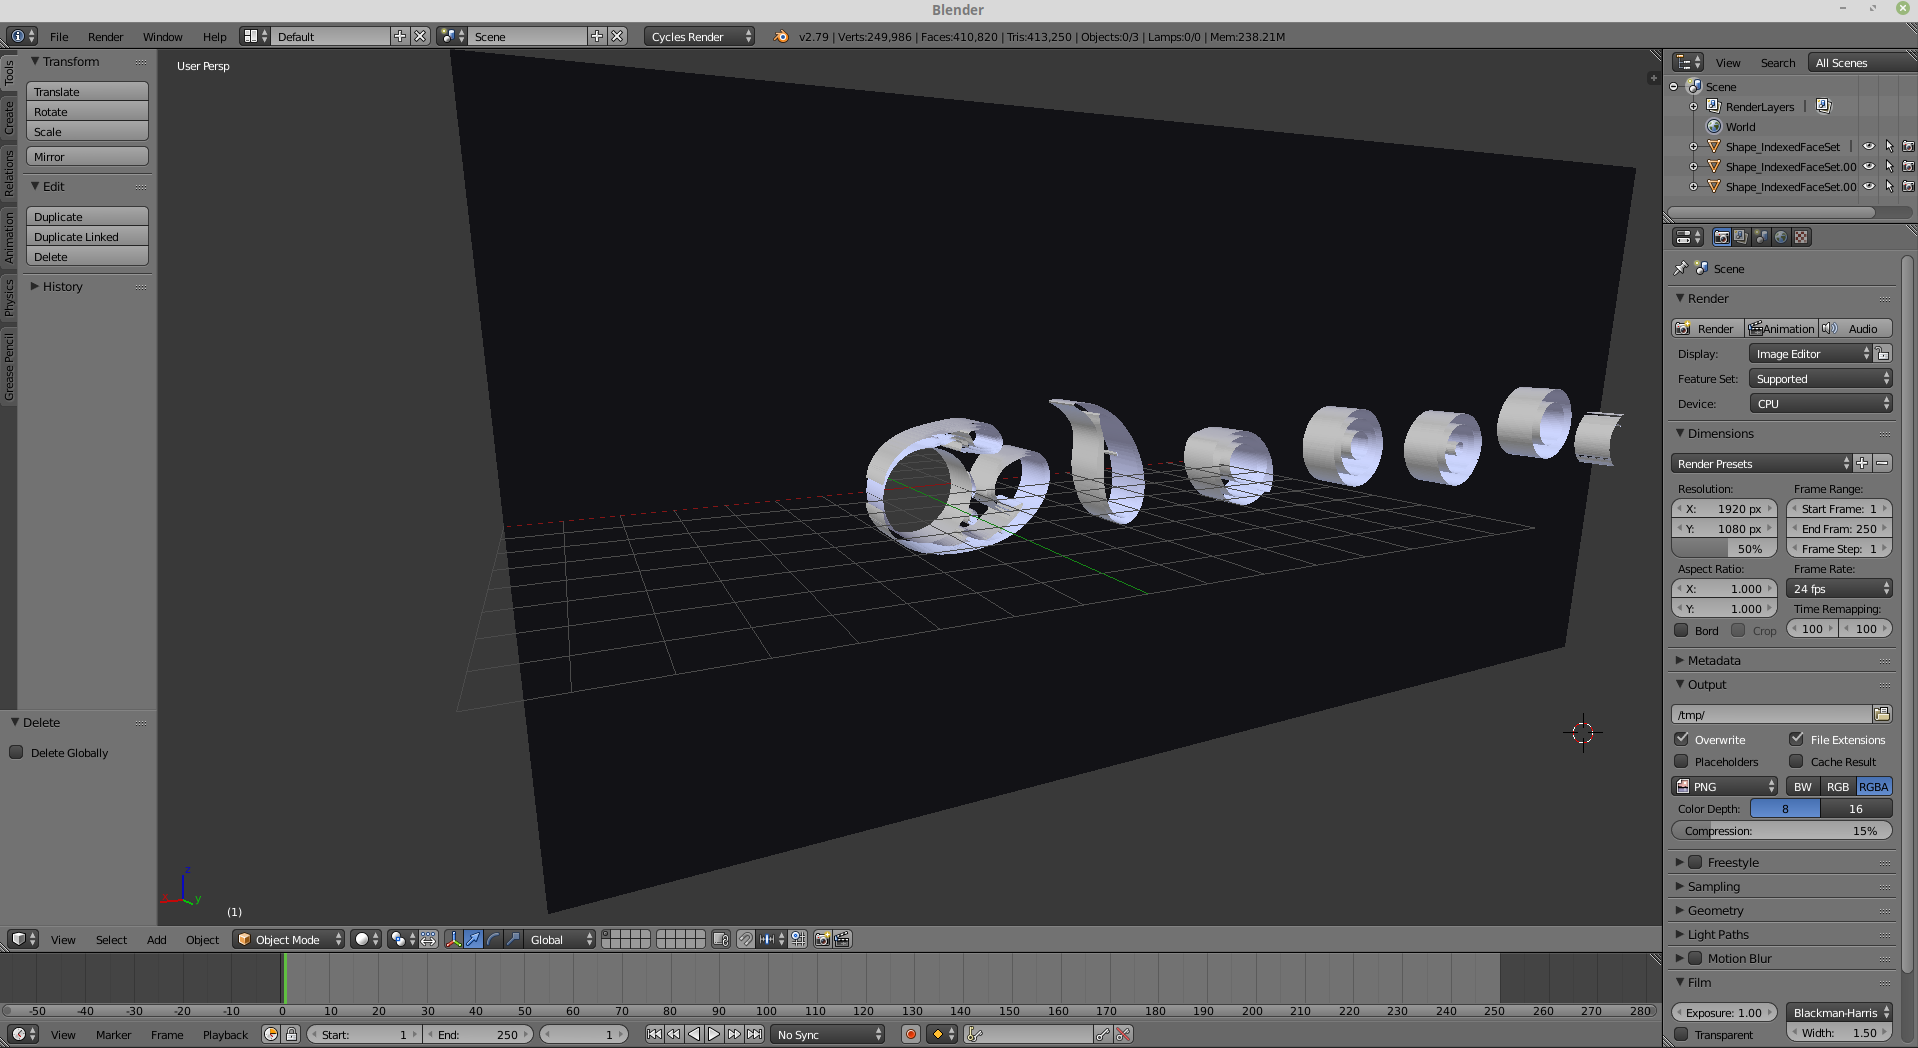 Blender
File Render Window Help Default Scene Cycles Render v2.79 | Verts:249,986 | Faces:410,820 | Tris:413,250 | Objects:0/3 | Lamps:0/0 | Mem:238.21M
Tools
Create
Relations
Animation
Physics
Grease Pencil
Transform
Translate
Rotate
Scale
Mirror
Edit
Duplicate
Duplicate Linked
Delete
History
Delete
Delete Globally
User Persp
z
x
y
(1)
View Select Add Object Object Mode Global
-50 -40 -30 -20 -10 0 10 20 30 40 50 60 70 80 90 100 110 120 130 140 150 160 170 180 190 200 210 220 230 240 250 260 270 280
View Marker Frame Playback Start: 1 End: 250 1 No Sync
View Search All Scenes
Scene
RenderLayers |
World
Shape_IndexedFaceSet |
Shape_IndexedFaceSet.00
Shape_IndexedFaceSet.00
Scene
Render
Render Animation Audio
Display: Image Editor
Feature Set: Supported
Device: CPU
Dimensions
Render Presets
Resolution: Frame Range:
X: 1920 px Start Frame: 1
Y: 1080 px End Fram: 250
50% Frame Step: 1
Aspect Ratio: Frame Rate:
X: 1.000 24 fps
Y: 1.000 Time Remapping:
Bord Crop 100 100
Metadata
Output
/tmp/
Overwrite File Extensions
Placeholders Cache Result
PNG BW RGB RGBA
Color Depth: 8 16
Compression: 15%
Freestyle
Sampling
Geometry
Light Paths
Motion Blur
Film
Exposure: 1.00 Blackman-Harris
Transparent Width: 1.50